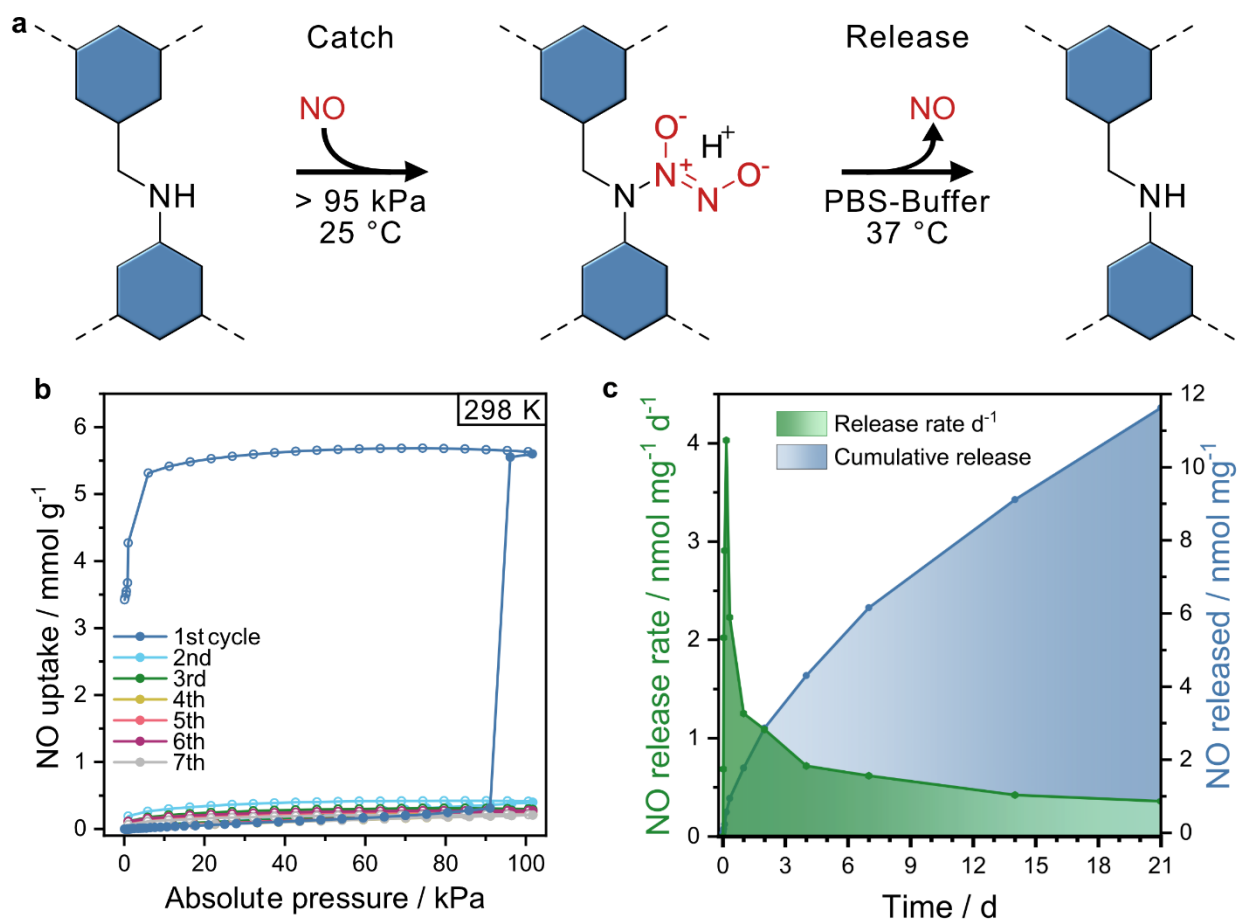 a
Catch
Release
NO
NO
O-
H+
N+
O-
NH
N
N
NH
> 95 kPa
25 °C
PBS-Buffer
37 °C
b
298 K
6
5
4
3
2
1
0
NO uptake / mmol g-1
1st cycle
2nd
3rd
4th
5th
6th
7th
0 20 40 60 80 100
Absolute pressure / kPa
c
Release rate d-1
Cumulative release
4
3
2
1
0
NO release rate / nmol mg-1 d-1
12
10
8
6
4
2
0
NO released / nmol mg-1
0 3 6 9 12 15 18 21
Time / d